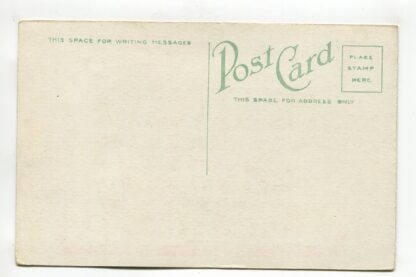 THIS SPACE FOR WRITING MESSAGES
Post Card
PLACE
STAMP
HERE
THIS SPACE FOR ADDRESS ONLY